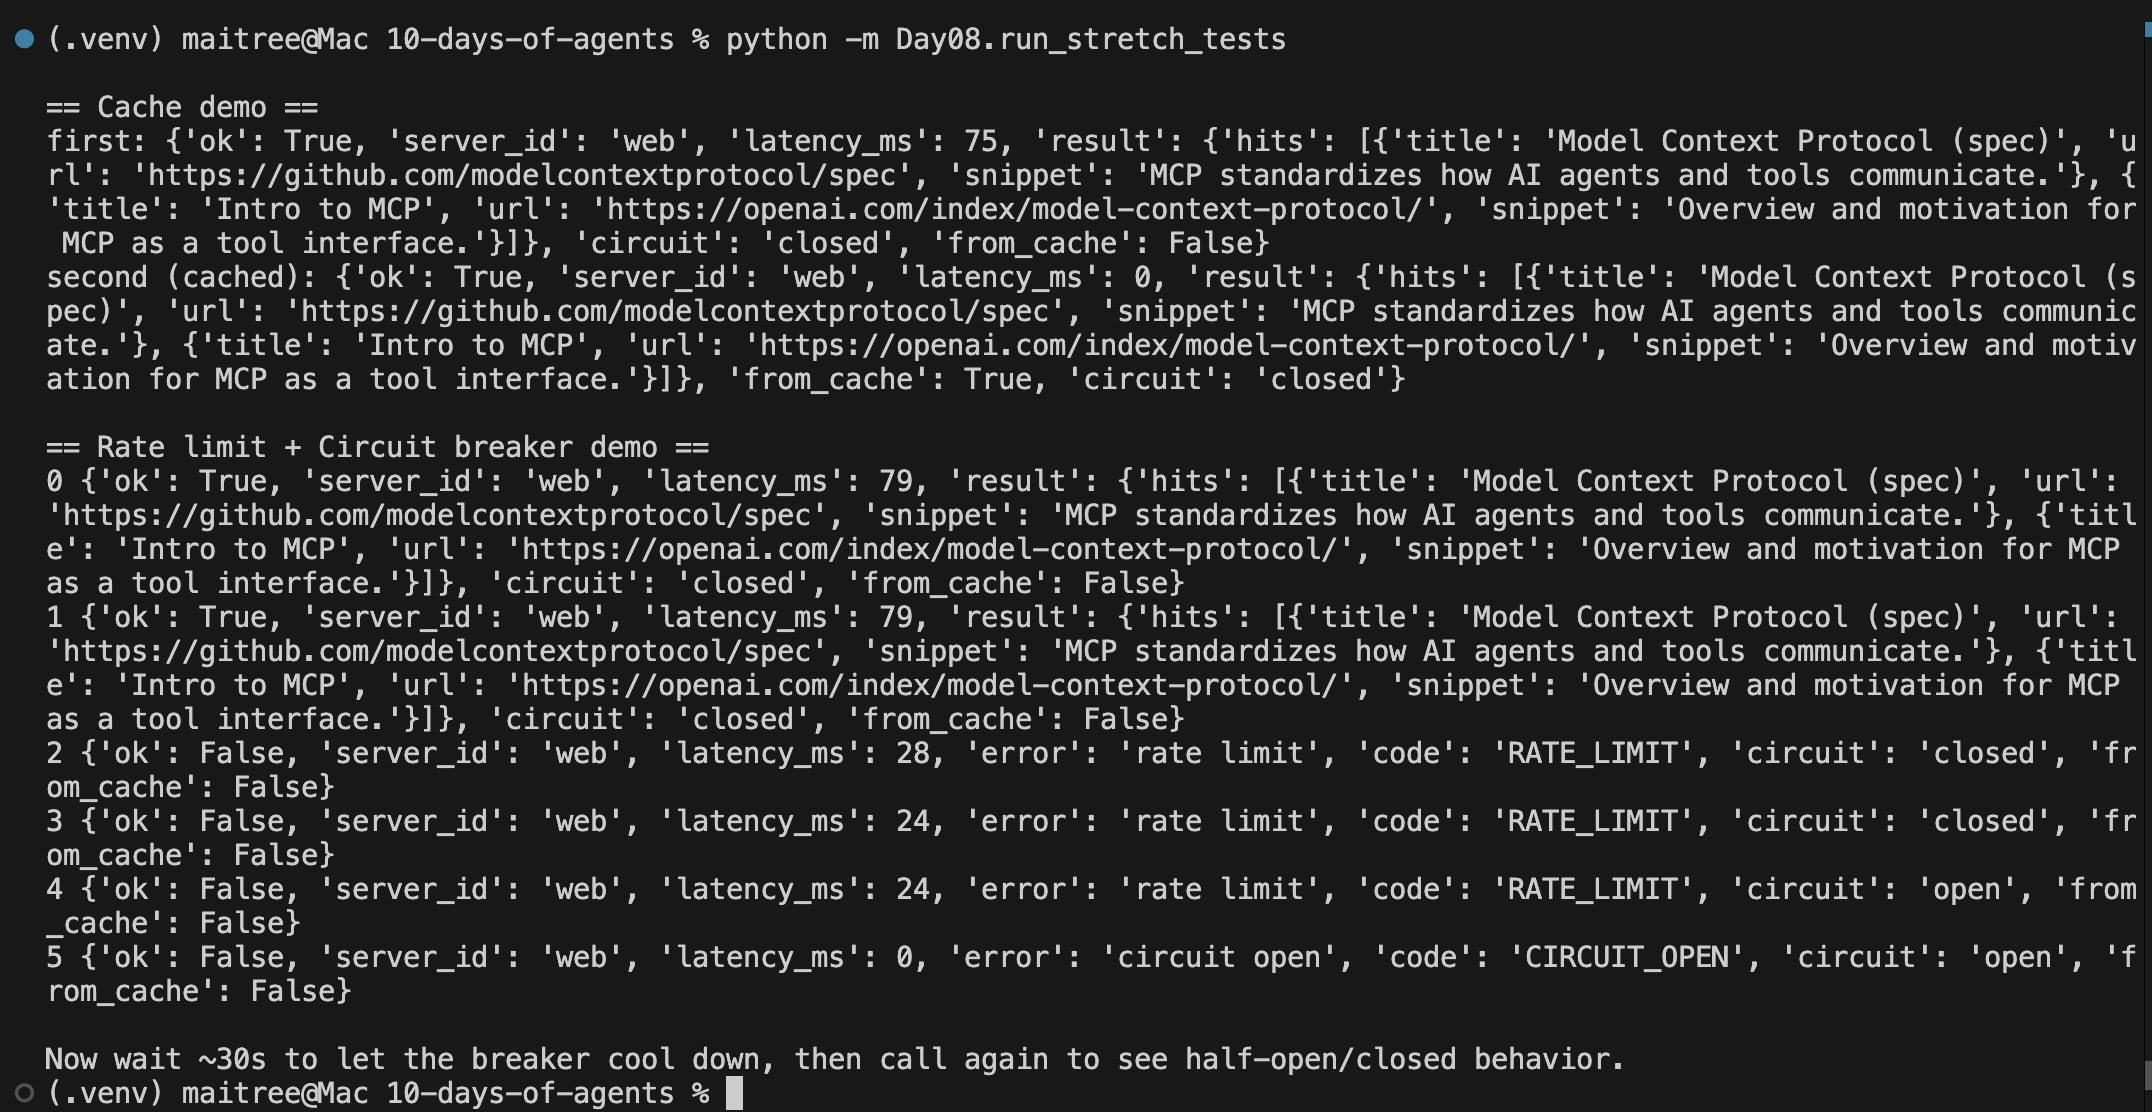 (.venv) maitree@Mac 10-days-of-agents % python -m Day08.run_stretch_tests
== Cache demo ==
first: {'ok': True, 'server_id': 'web', 'latency_ms': 75, 'result': {'hits': [{'title': 'Model Context Protocol (spec)', 'u
rl': 'https://github.com/modelcontextprotocol/spec', 'snippet': 'MCP standardizes how AI agents and tools communicate.'}, {
'title': 'Intro to MCP', 'url': 'https://openai.com/index/model-context-protocol/', 'snippet': 'Overview and motivation for
 MCP as a tool interface.'}]}, 'circuit': 'closed', 'from_cache': False}
second (cached): {'ok': True, 'server_id': 'web', 'latency_ms': 0, 'result': {'hits': [{'title': 'Model Context Protocol (s
pec)', 'url': 'https://github.com/modelcontextprotocol/spec', 'snippet': 'MCP standardizes how AI agents and tools communic
ate.'}, {'title': 'Intro to MCP', 'url': 'https://openai.com/index/model-context-protocol/', 'snippet': 'Overview and motiv
ation for MCP as a tool interface.'}]}, 'from_cache': True, 'circuit': 'closed'}
== Rate limit + Circuit breaker demo ==
0 {'ok': True, 'server_id': 'web', 'latency_ms': 79, 'result': {'hits': [{'title': 'Model Context Protocol (spec)', 'url':
'https://github.com/modelcontextprotocol/spec', 'snippet': 'MCP standardizes how AI agents and tools communicate.'}, {'titl
e': 'Intro to MCP', 'url': 'https://openai.com/index/model-context-protocol/', 'snippet': 'Overview and motivation for MCP
as a tool interface.'}]}, 'circuit': 'closed', 'from_cache': False}
1 {'ok': True, 'server_id': 'web', 'latency_ms': 79, 'result': {'hits': [{'title': 'Model Context Protocol (spec)', 'url':
'https://github.com/modelcontextprotocol/spec', 'snippet': 'MCP standardizes how AI agents and tools communicate.'}, {'titl
e': 'Intro to MCP', 'url': 'https://openai.com/index/model-context-protocol/', 'snippet': 'Overview and motivation for MCP
as a tool interface.'}]}, 'circuit': 'closed', 'from_cache': False}
2 {'ok': False, 'server_id': 'web', 'latency_ms': 28, 'error': 'rate limit', 'code': 'RATE_LIMIT', 'circuit': 'closed', 'fr
om_cache': False}
3 {'ok': False, 'server_id': 'web', 'latency_ms': 24, 'error': 'rate limit', 'code': 'RATE_LIMIT', 'circuit': 'closed', 'fr
om_cache': False}
4 {'ok': False, 'server_id': 'web', 'latency_ms': 24, 'error': 'rate limit', 'code': 'RATE_LIMIT', 'circuit': 'open', 'from
_cache': False}
5 {'ok': False, 'server_id': 'web', 'latency_ms': 0, 'error': 'circuit open', 'code': 'CIRCUIT_OPEN', 'circuit': 'open', 'f
rom_cache': False}
Now wait ~30s to let the breaker cool down, then call again to see half-open/closed behavior.
(.venv) maitree@Mac 10-days-of-agents %